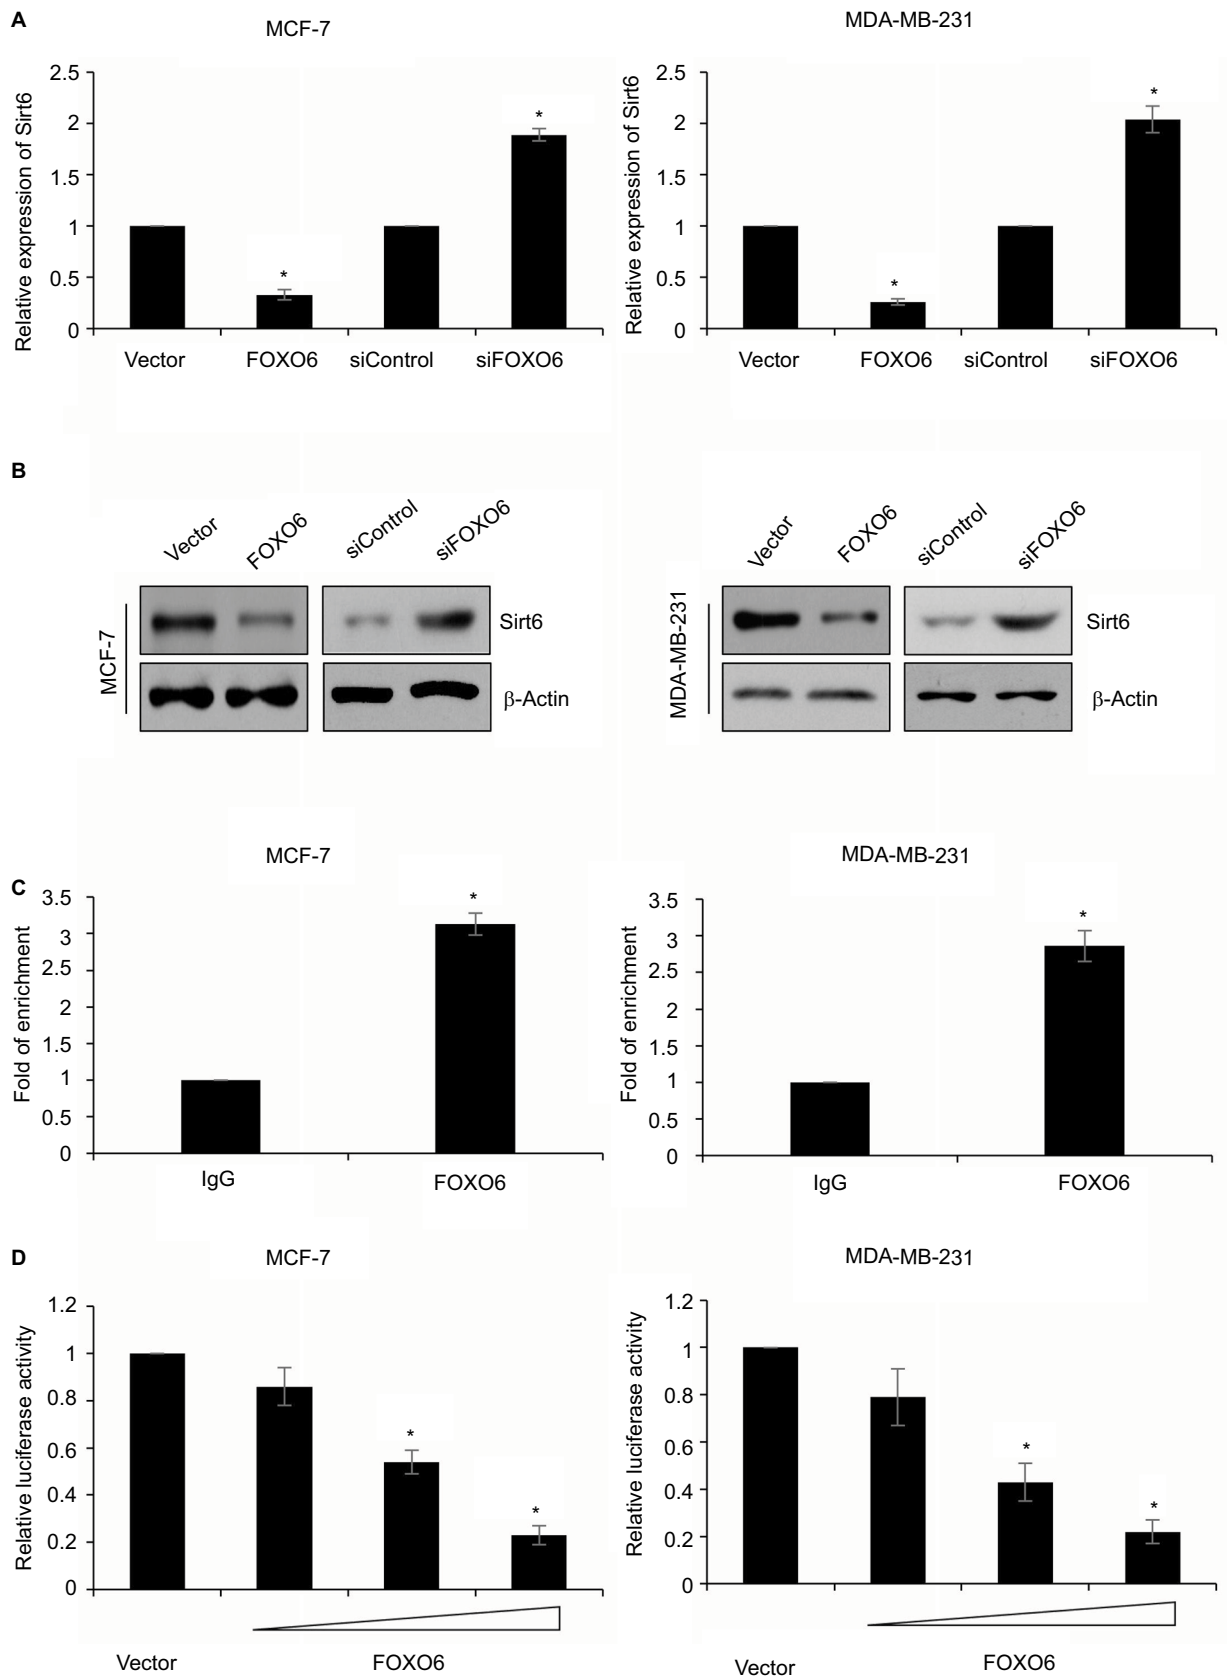 A
MCF-7
MDA-MB-231
Relative expression of Sirt6
2.5
2
1.5
1
0.5
0
*
*
Vector FOXO6 siControl siFOXO6
Relative expression of Sirt6
2.5
2
1.5
1
0.5
0
*
*
Vector FOXO6 siControl siFOXO6
B
Vector FOXO6 siControl siFOXO6
MCF-7
Sirt6
β-Actin
Vector FOXO6 siControl siFOXO6
MDA-MB-231
Sirt6
β-Actin
C
MCF-7
Fold of enrichment
3.5
3
2.5
2
1.5
1
0.5
0
*
IgG FOXO6
MDA-MB-231
Fold of enrichment
3.5
3
2.5
2
1.5
1
0.5
0
*
IgG FOXO6
D
MCF-7
Relative luciferase activity
1.2
1
0.8
0.6
0.4
0.2
0
*
*
Vector FOXO6
MDA-MB-231
Relative luciferase activity
1.2
1
0.8
0.6
0.4
0.2
0
*
*
Vector FOXO6